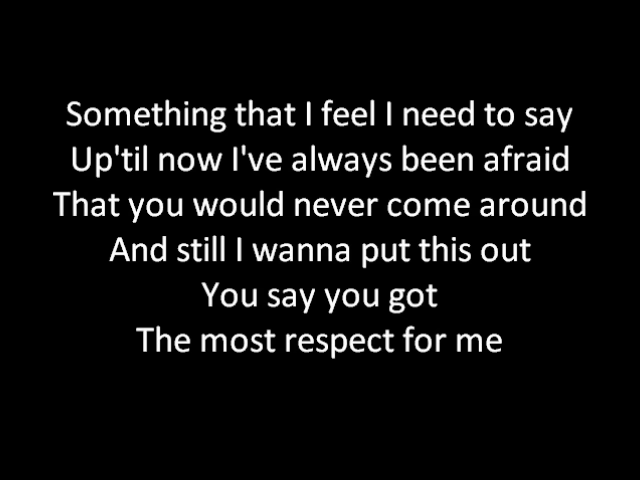 Something that I feel I need to say
Up'til now I've always been afraid
That you would never come around
And still I wanna put this out
You say you got
The most respect for me